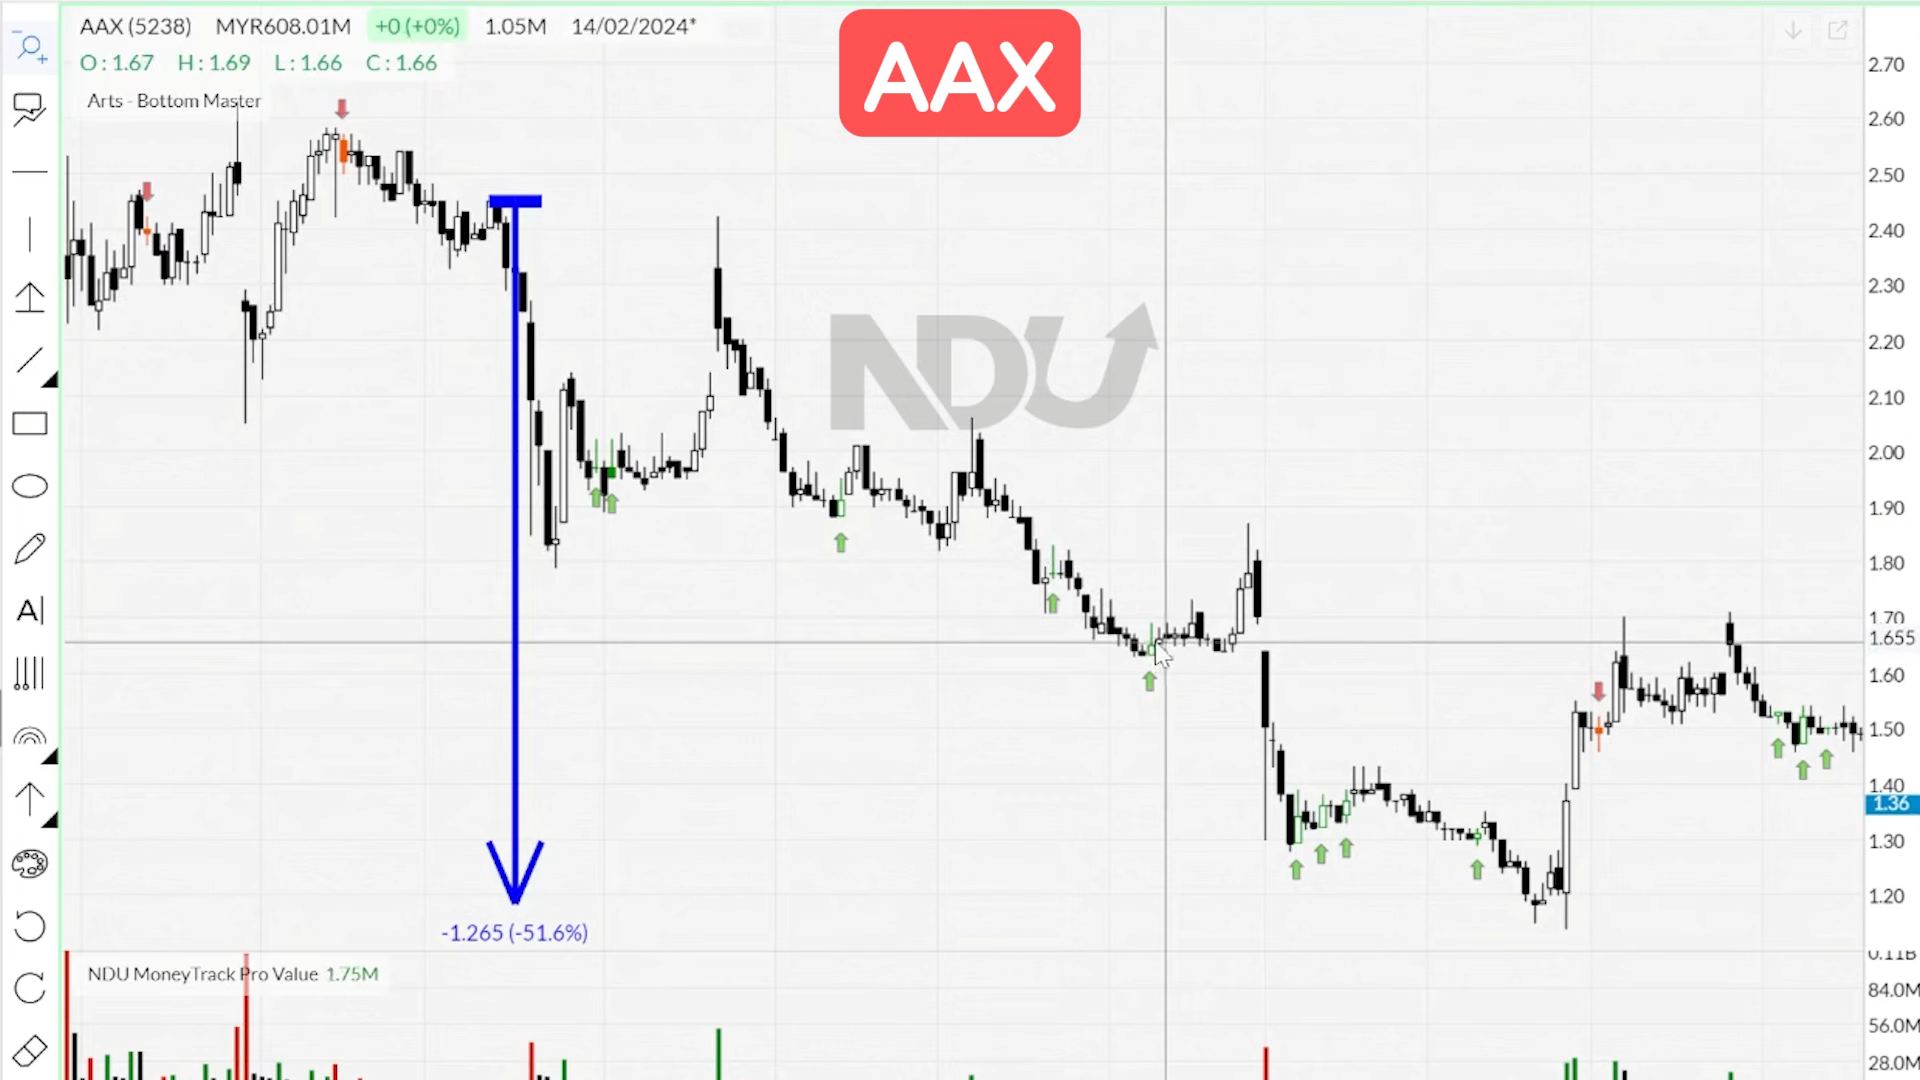 AAX (5238) MYR608.01M +0 (+0%) 1.05M 14/02/2024*
O : 1.67 H : 1.69 L : 1.66 C : 1.66
Arts - Bottom Master
AAX
NDU
A
2.70
2.60
2.50
2.40
2.30
2.20
2.10
2.00
1.90
1.80
1.70
1.655
1.60
1.50
1.40
1.36
1.30
1.20
-1.265 (-51.6%)
NDU MoneyTrack Pro Value 1.75M
0.11B
84.0M
56.0M
28.0M